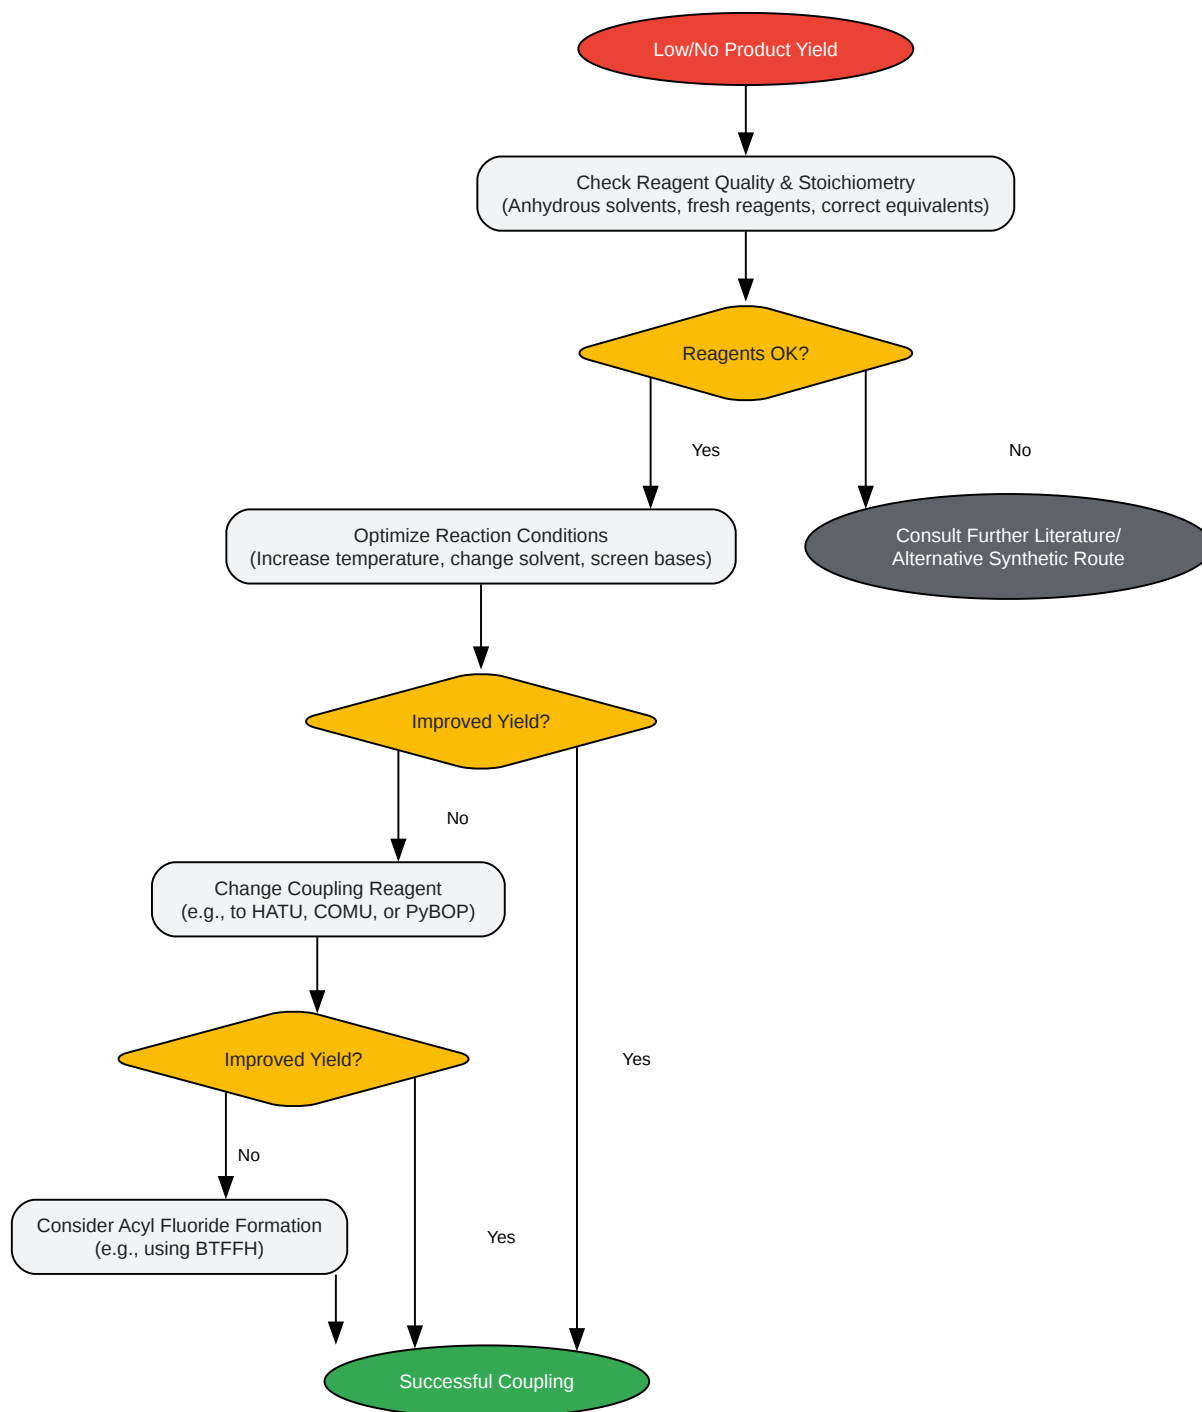 Low/No Product Yield
Check Reagent Quality & Stoichiometry
(Anhydrous solvents, fresh reagents, correct equivalents)
Reagents OK?
Yes
No
Optimize Reaction Conditions
(Increase temperature, change solvent, screen bases)
Consult Further Literature/
Alternative Synthetic Route
Improved Yield?
No
Change Coupling Reagent
(e.g., to HATU, COMU, or PyBOP)
Improved Yield?
Yes
No
Consider Acyl Fluoride Formation
(e.g., using BTFFH)
Yes
Successful Coupling